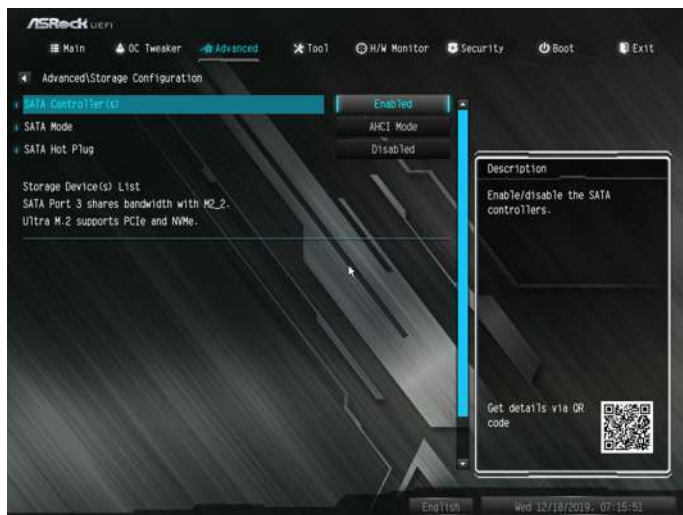 ASRock UEFI
Main OC Tweaker Advanced Tool H/W Monitor Security Boot Exit
Advanced\Storage Configuration
SATA Controller(s) Enabled
SATA Mode AHCI Mode
SATA Hot Plug Disabled
Storage Device(s) List
SATA Port 3 shares bandwidth with M2_2.
Ultra M.2 supports PCIe and NVMe.
Description
Enable/disable the SATA
controllers.
Get details via QR
code
English Wed 12/18/2019. 07:15:51